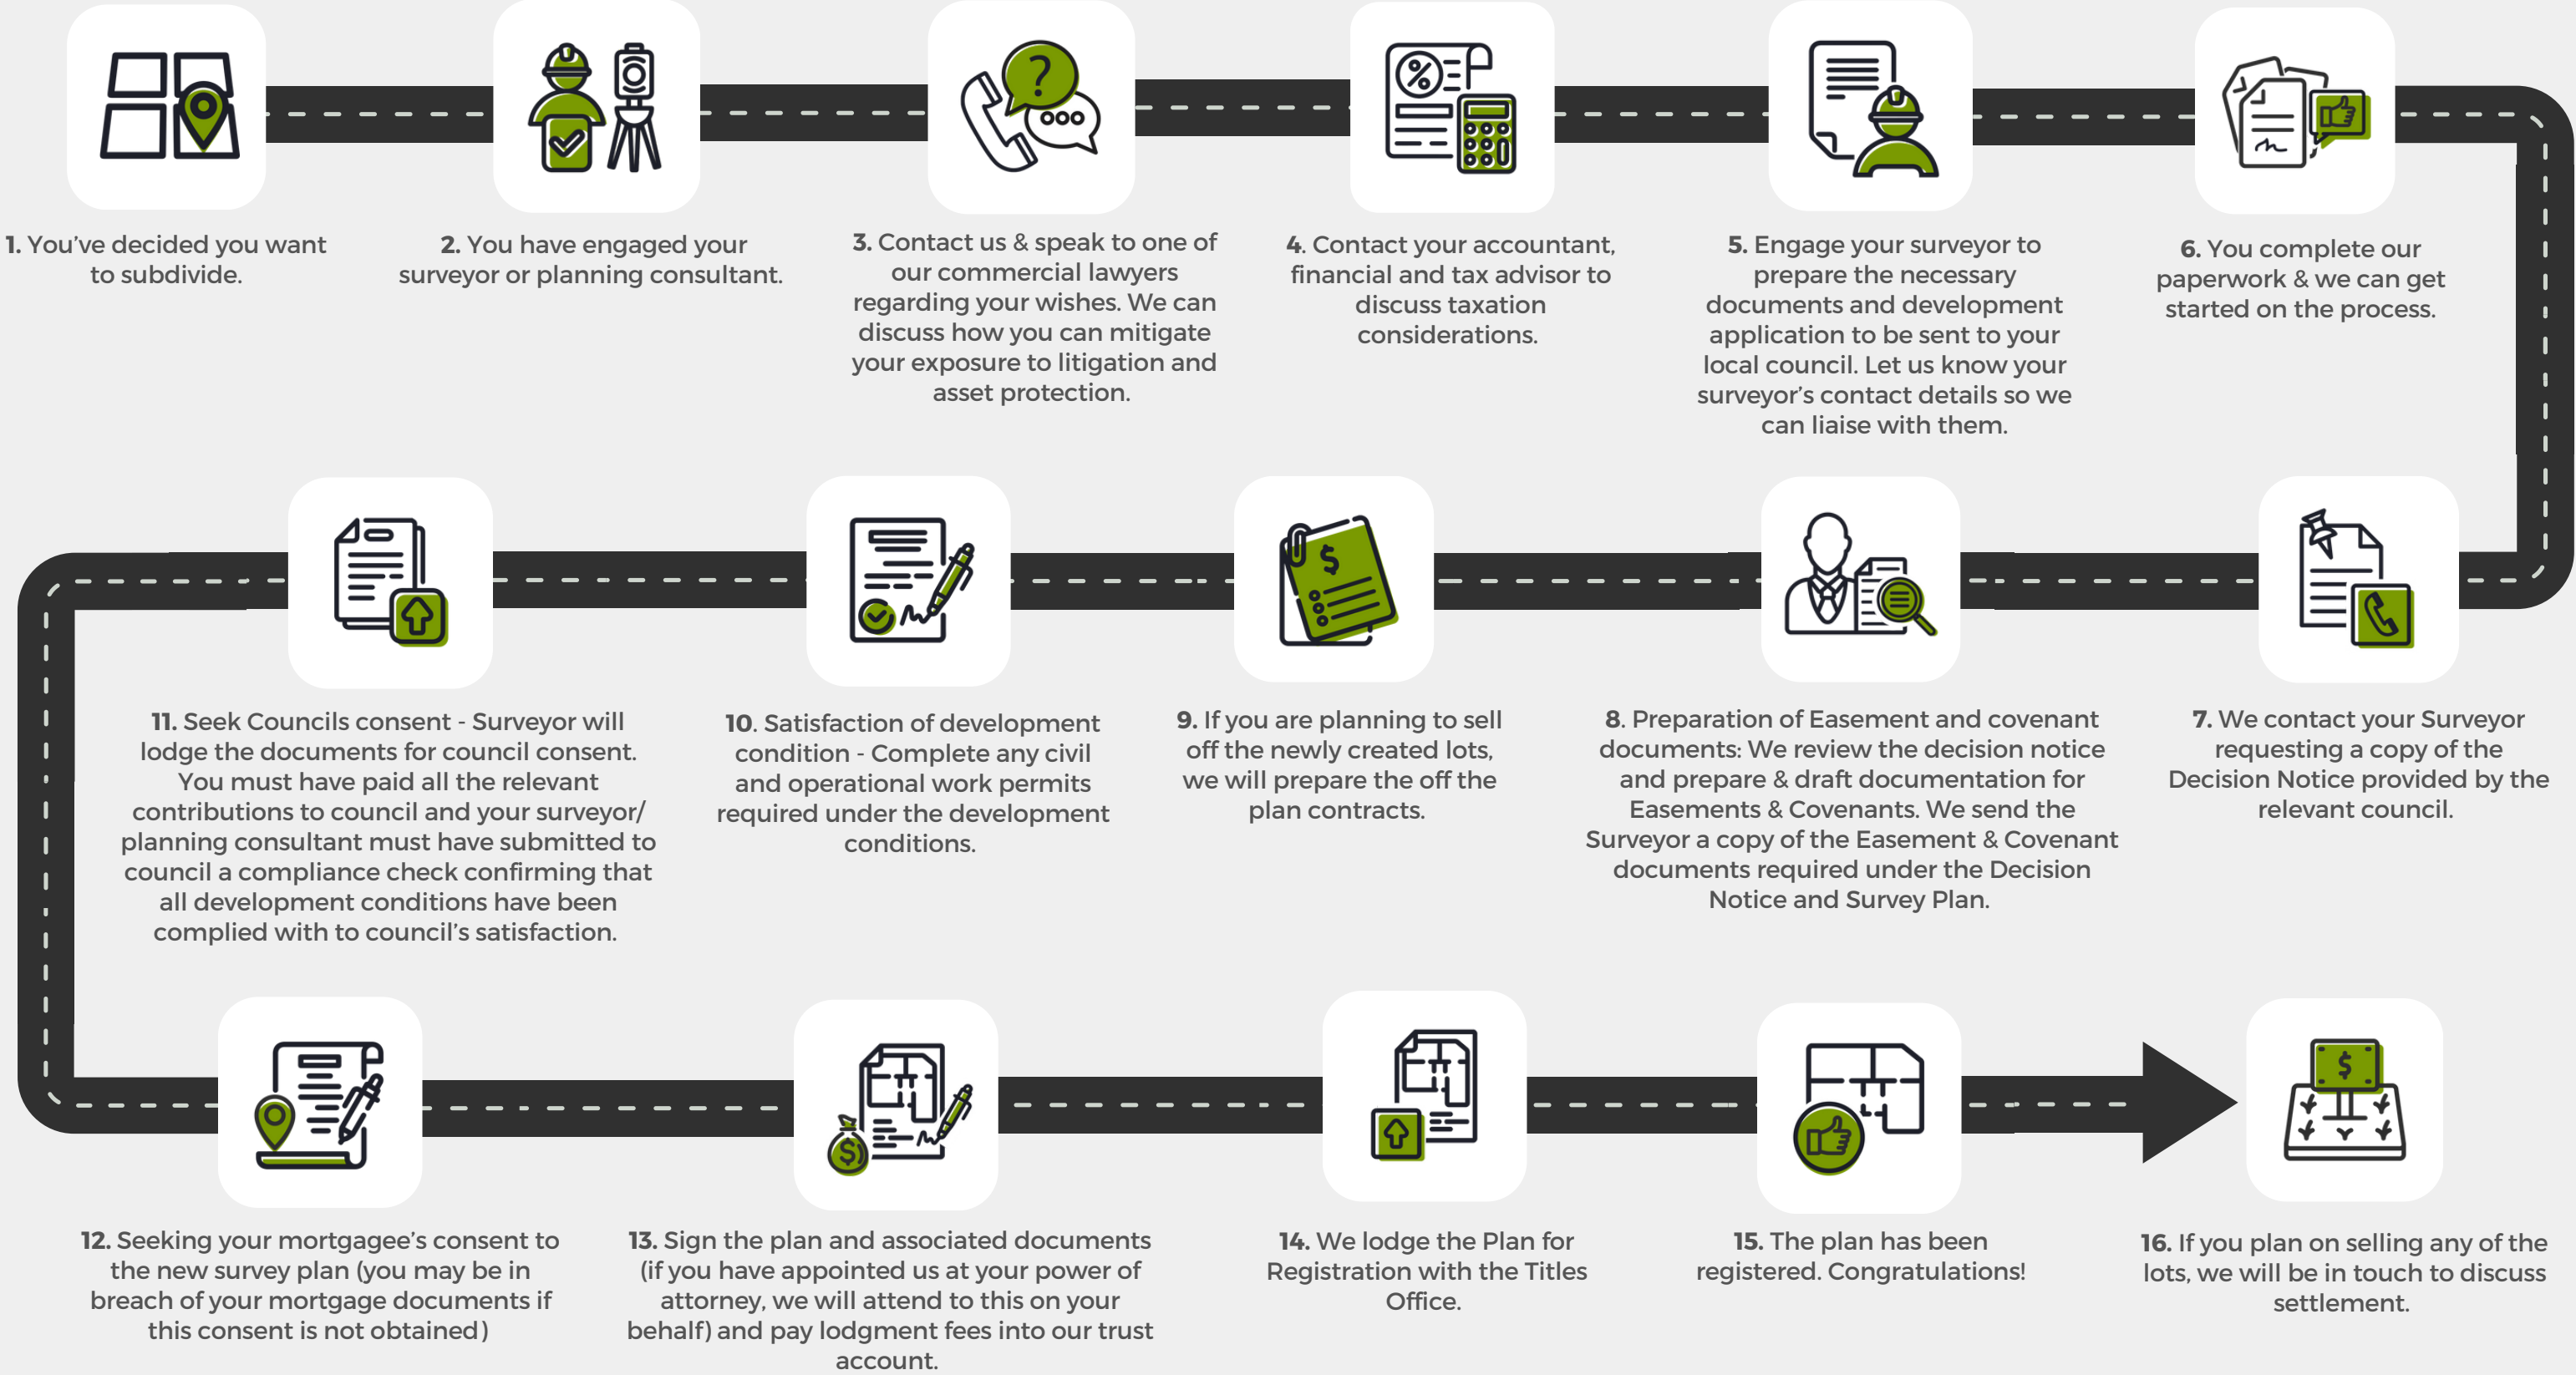 1. You've decided you want
to subdivide.
2. You have engaged your
surveyor or planning consultant.
3. Contact us & speak to one of
our commercial lawyers
regarding your wishes. We can
discuss how you can mitigate
your exposure to litigation and
asset protection.
4. Contact your accountant,
financial and tax advisor to
discuss taxation
considerations.
5. Engage your surveyor to
prepare the necessary
documents and development
application to be sent to your
local council. Let us know your
surveyor's contact details so we
can liaise with them.
6. You complete our
paperwork & we can get
started on the process.
7. We contact your Surveyor
requesting a copy of the
Decision Notice provided by the
relevant council.
8. Preparation of Easement and covenant
documents: We review the decision notice
and prepare & draft documentation for
Easements & Covenants. We send the
Surveyor a copy of the Easement & Covenant
documents required under the Decision
Notice and Survey Plan.
9. If you are planning to sell
off the newly created lots,
we will prepare the off the
plan contracts.
10. Satisfaction of development
condition - Complete any civil
and operational work permits
required under the development
conditions.
11. Seek Councils consent - Surveyor will
lodge the documents for council consent.
You must have paid all the relevant
contributions to council and your surveyor/
planning consultant must have submitted to
council a compliance check confirming that
all development conditions have been
complied with to council's satisfaction.
12. Seeking your mortgagee's consent to
the new survey plan (you may be in
breach of your mortgage documents if
this consent is not obtained)
13. Sign the plan and associated documents
(if you have appointed us at your power of
attorney, we will attend to this on your
behalf) and pay lodgment fees into our trust
account.
14. We lodge the Plan for
Registration with the Titles
Office.
15. The plan has been
registered. Congratulations!
16. If you plan on selling any of the
lots, we will be in touch to discuss
settlement.